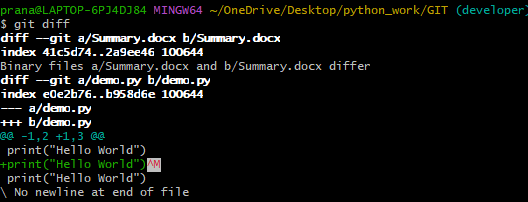 prana@LAPTOP-6PJ4DJ84 MINGW64 ~/OneDrive/Desktop/python_work/GIT (developer)
$ git diff
diff --git a/Summary.docx b/Summary.docx
index 41c5d74..2a9ee46 100644
Binary files a/Summary.docx and b/Summary.docx differ
diff --git a/demo.py b/demo.py
index e0e2b76..b958d6e 100644
--- a/demo.py
+++ b/demo.py
@@ -1,2 +1,3 @@
 print("Hello World")
+print("Hello World")^M
 print("Hello World")
\ No newline at end of file